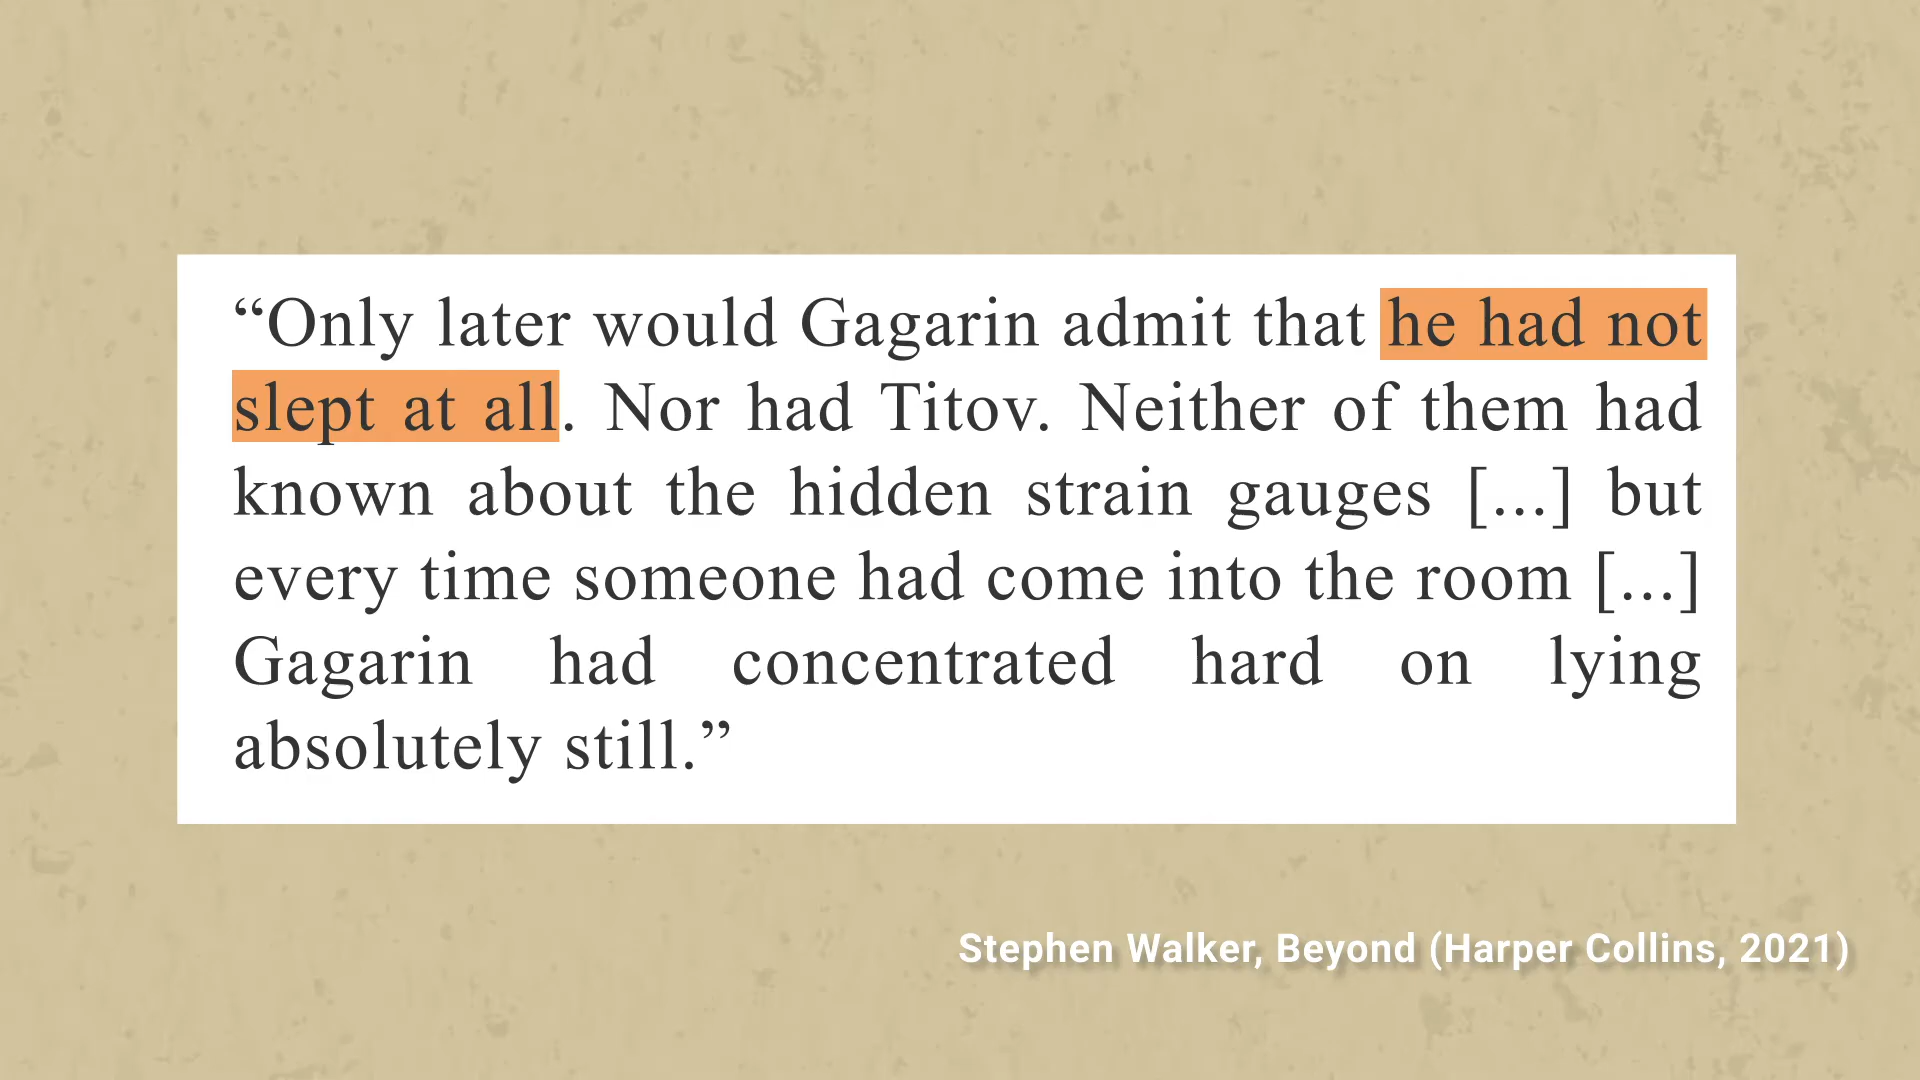 “Only later would Gagarin admit that he had not
slept at all. Nor had Titov. Neither of them had
known about the hidden strain gauges [...] but
every time someone had come into the room [...]
Gagarin had concentrated hard on lying
absolutely still.”
Stephen Walker, Beyond (Harper Collins, 2021)